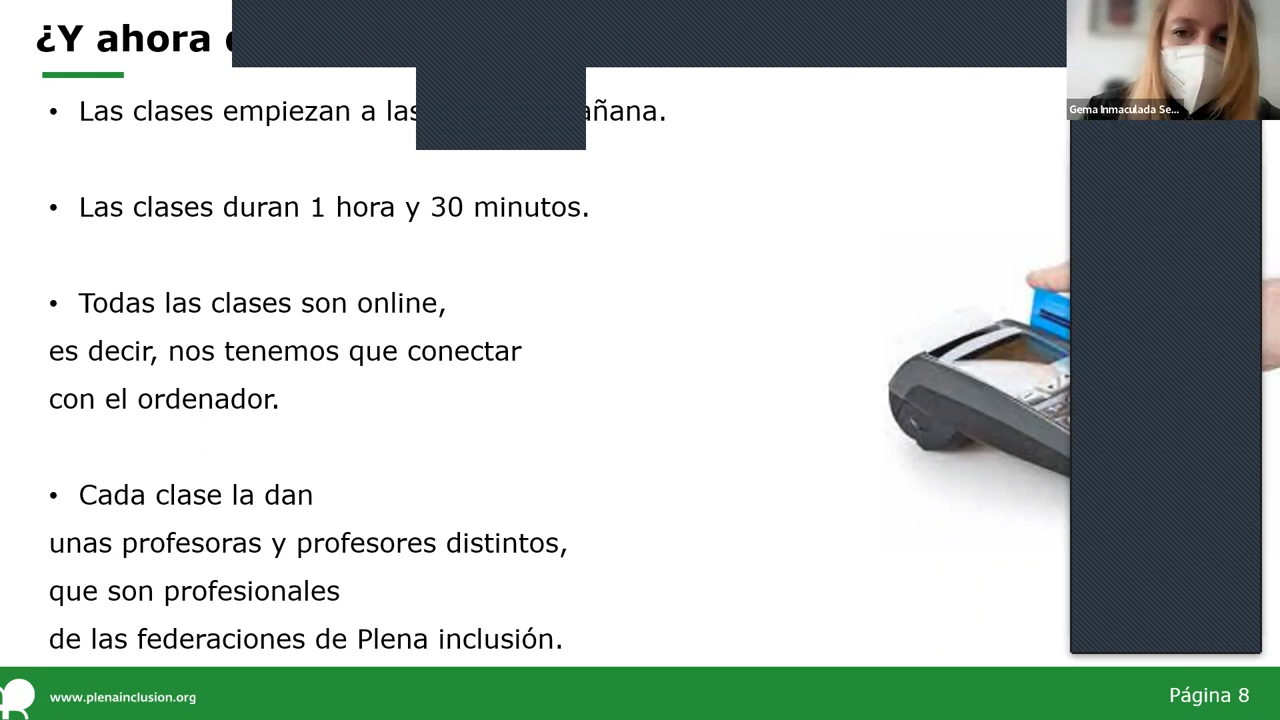 ¿Y ahora
• Las clases empiezan a las
• Las clases duran 1 hora y 30 minutos.
• Todas las clases son online,
es decir, nos tenemos que conectar
con el ordenador.
• Cada clase la dan
unas profesoras y profesores distintos,
que son profesionales
de las federaciones de Plena inclusión.
Gema Inmaculada Se...
www.plenainclusion.org
Página 8